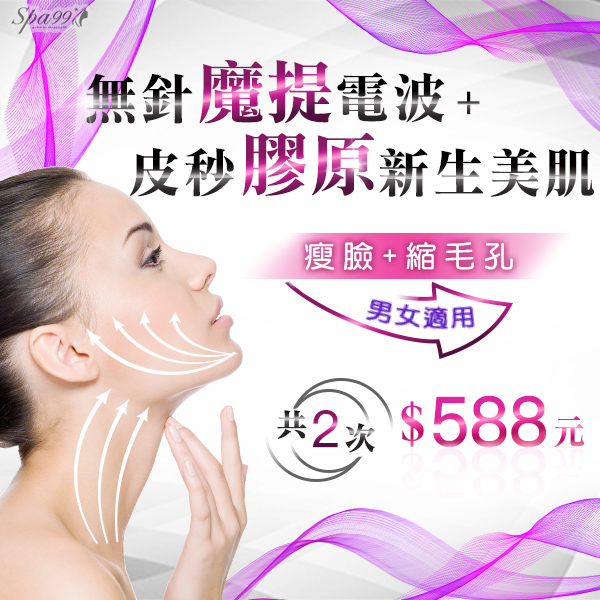 Spa99
無針魔提電波+
皮秒膠原新生美肌
瘦臉+縮毛孔
男女適用
共2次 $588元